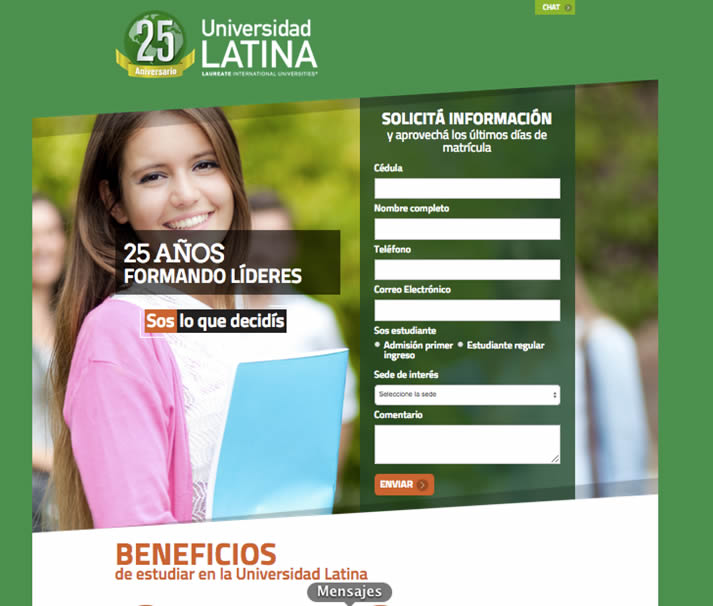 CHAT
25
Aniversario
Universidad
LATINA
LAUREATE INTERNATIONAL UNIVERSITIES®
25 AÑOS
FORMANDO LÍDERES
Sos lo que decidís
SOLICITÁ INFORMACIÓN
y aprovechá los últimos días de
matrícula
Cédula
Nombre completo
Teléfono
Correo Electrónico
Sos estudiante
Admisión primer
ingreso
Estudiante regular
Sede de interés
Seleccione la sede
Comentario
ENVIAR
BENEFICIOS
de estudiar en la Universidad Latina
Mensajes